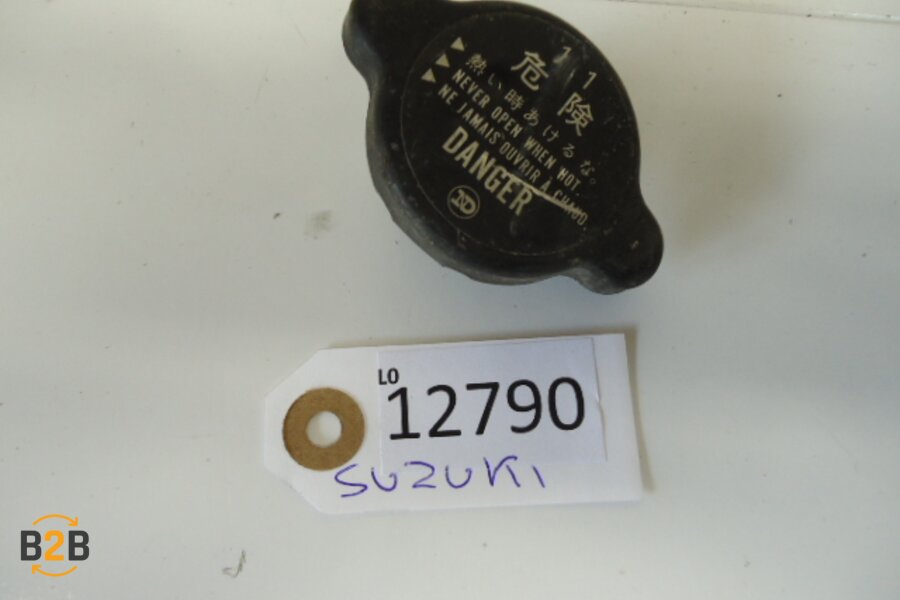 1 1
危険
熱い時あけるな。
NEVER OPEN WHEN HOT.
NE JAMAIS OUVRIR À CHAUD.
DANGER
ND
LO
12790
SUZUKI
B2B